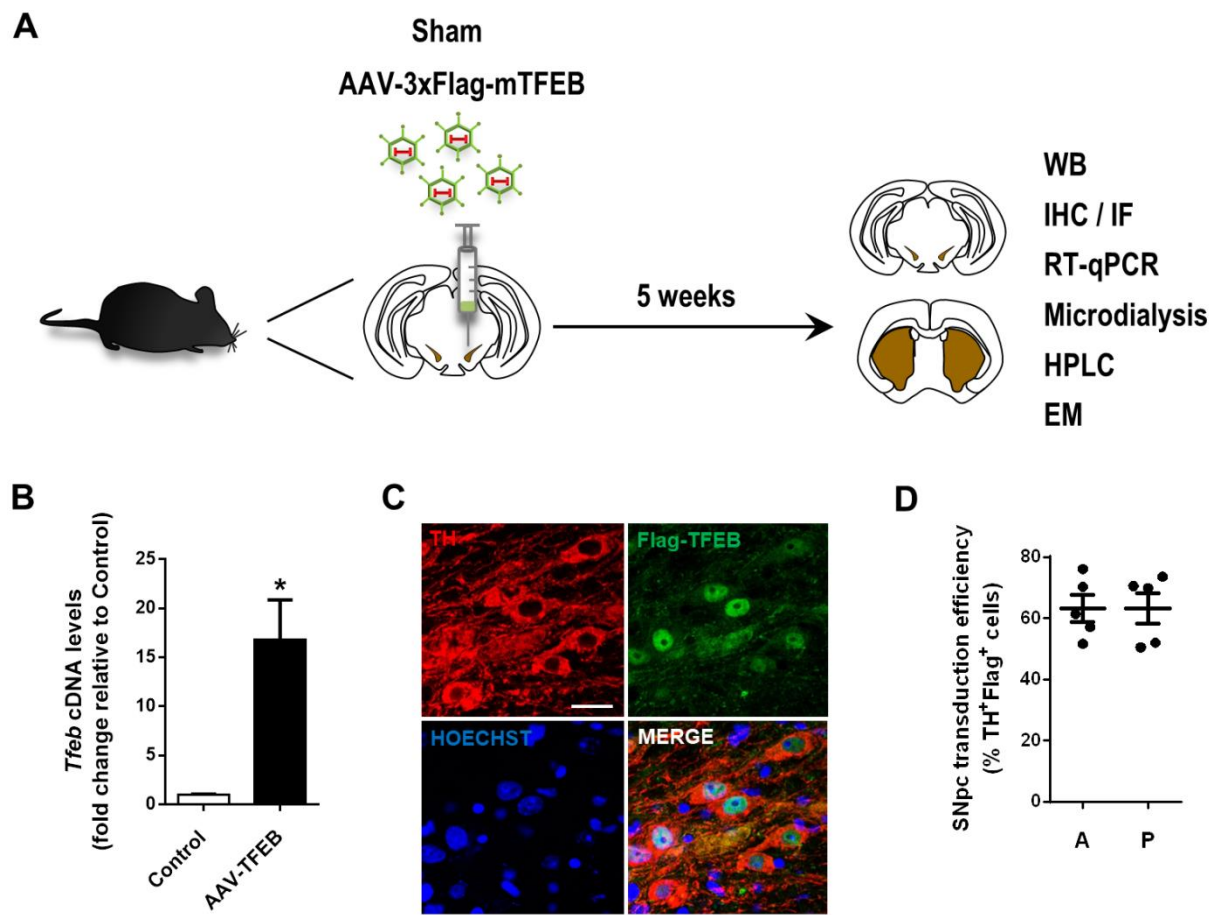 A
Sham
AAV-3xFlag-mTFEB
5 weeks
WB
IHC / IF
RT-qPCR
Microdialysis
HPLC
EM
B
Tfeb cDNA levels
(fold change relative to Control)
25
20
15
10
5
0
*
Control
AAV-TFEB
C
TH
Flag-TFEB
HOECHST
MERGE
D
SNpc transduction efficiency
(% TH⁺Flag⁺ cells)
80
60
40
20
0
A
P